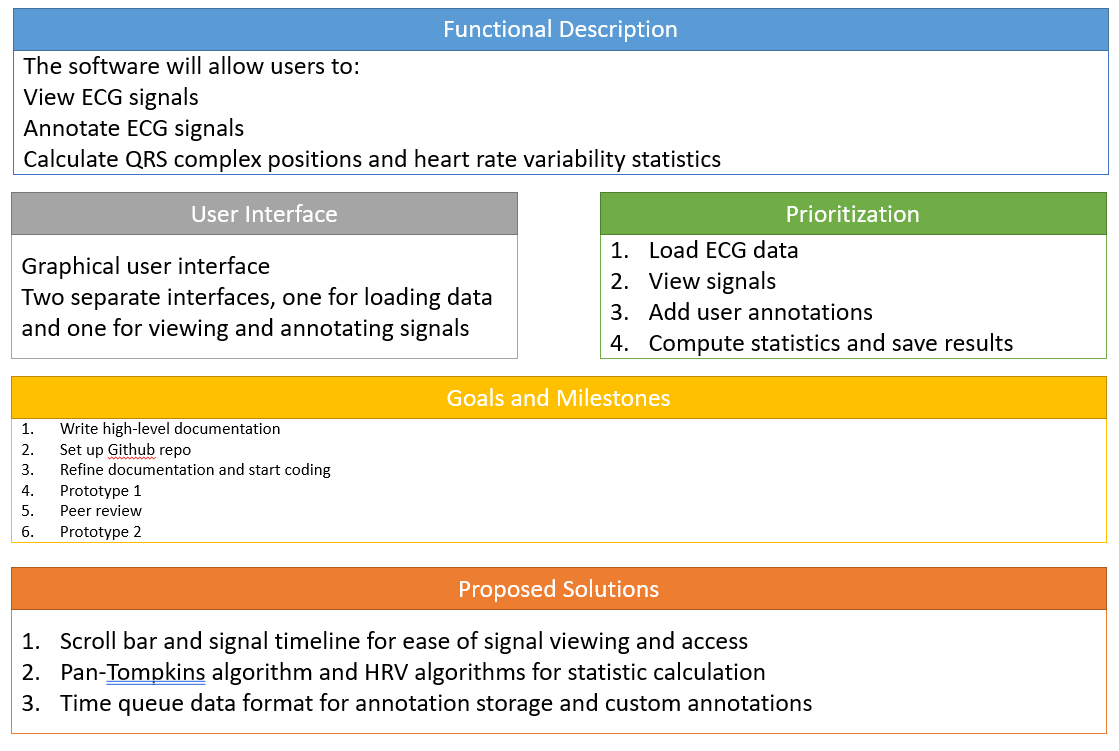 Functional Description
The software will allow users to:
View ECG signals
Annotate ECG signals
Calculate QRS complex positions and heart rate variability statistics
User Interface
Graphical user interface
Two separate interfaces, one for loading data
and one for viewing and annotating signals
Prioritization
1. Load ECG data
2. View signals
3. Add user annotations
4. Compute statistics and save results
Goals and Milestones
1. Write high-level documentation
2. Set up Github repo
3. Refine documentation and start coding
4. Prototype 1
5. Peer review
6. Prototype 2
Proposed Solutions
1. Scroll bar and signal timeline for ease of signal viewing and access
2. Pan-Tompkins algorithm and HRV algorithms for statistic calculation
3. Time queue data format for annotation storage and custom annotations